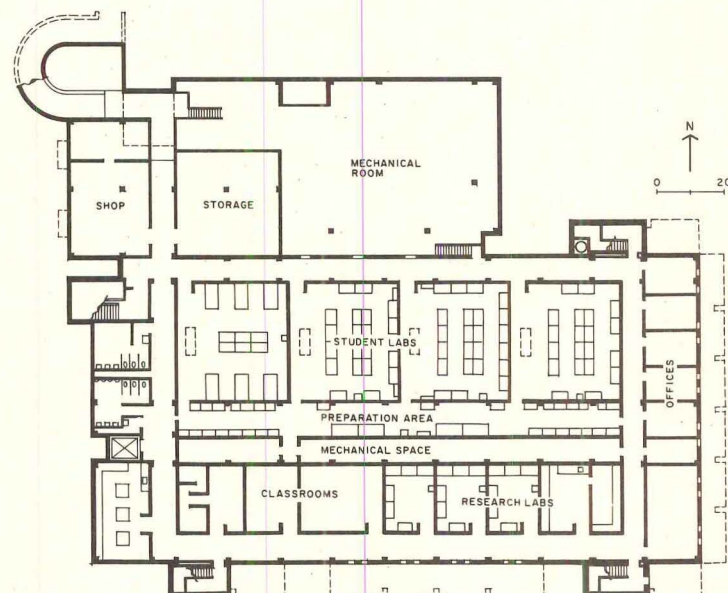 N
0 20
MECHANICAL
ROOM
SHOP
STORAGE
STUDENT LABS
OFFICES
PREPARATION AREA
MECHANICAL SPACE
CLASSROOMS
RESEARCH LABS